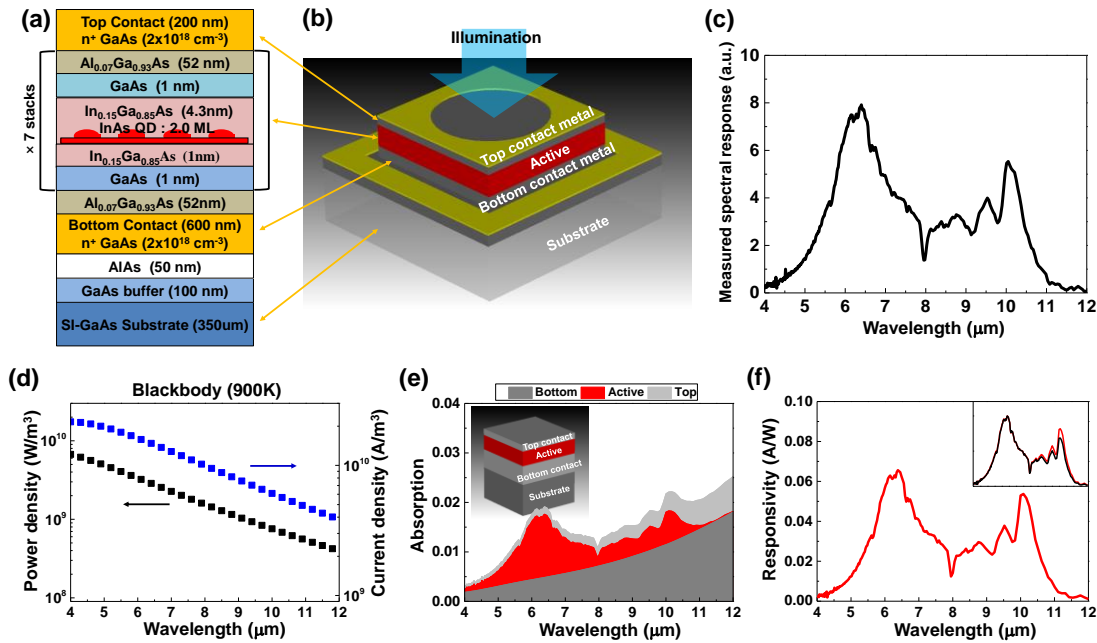 (a)
Top Contact (200 nm)
n⁺ GaAs (2x10¹⁸ cm⁻³)
Al₀.₀₇Ga₀.₉₃As (52 nm)
GaAs (1 nm)
In₀.₁₅Ga₀.₈₅As (4.3nm)
InAs QD : 2.0 ML
In₀.₁₅Ga₀.₈₅As (1nm)
GaAs (1 nm)
× 7 stacks
Al₀.₀₇Ga₀.₉₃As (52nm)
Bottom Contact (600 nm)
n⁺ GaAs (2x10¹⁸ cm⁻³)
AlAs (50 nm)
GaAs buffer (100 nm)
SI-GaAs Substrate (350um)
(b)
Illumination
Top contact metal
Active
Bottom contact metal
Substrate
(c)
Measured spectral response (a.u.)
10
8
6
4
2
0
4 5 6 7 8 9 10 11 12
Wavelength (μm)
(d)
Blackbody (900K)
Power density (W/m³)
10¹⁰
10⁹
10⁸
Current density (A/m³)
10¹⁰
10⁹
4 5 6 7 8 9 10 11 12
Wavelength (μm)
(e)
Bottom Active Top
Absorption
0.04
0.03
0.02
0.01
0.00
Top contact
Active
Bottom contact
Substrate
4 5 6 7 8 9 10 11 12
Wavelength (μm)
(f)
Responsivity (A/W)
0.10
0.08
0.06
0.04
0.02
0.00
4 5 6 7 8 9 10 11 12
Wavelength (μm)